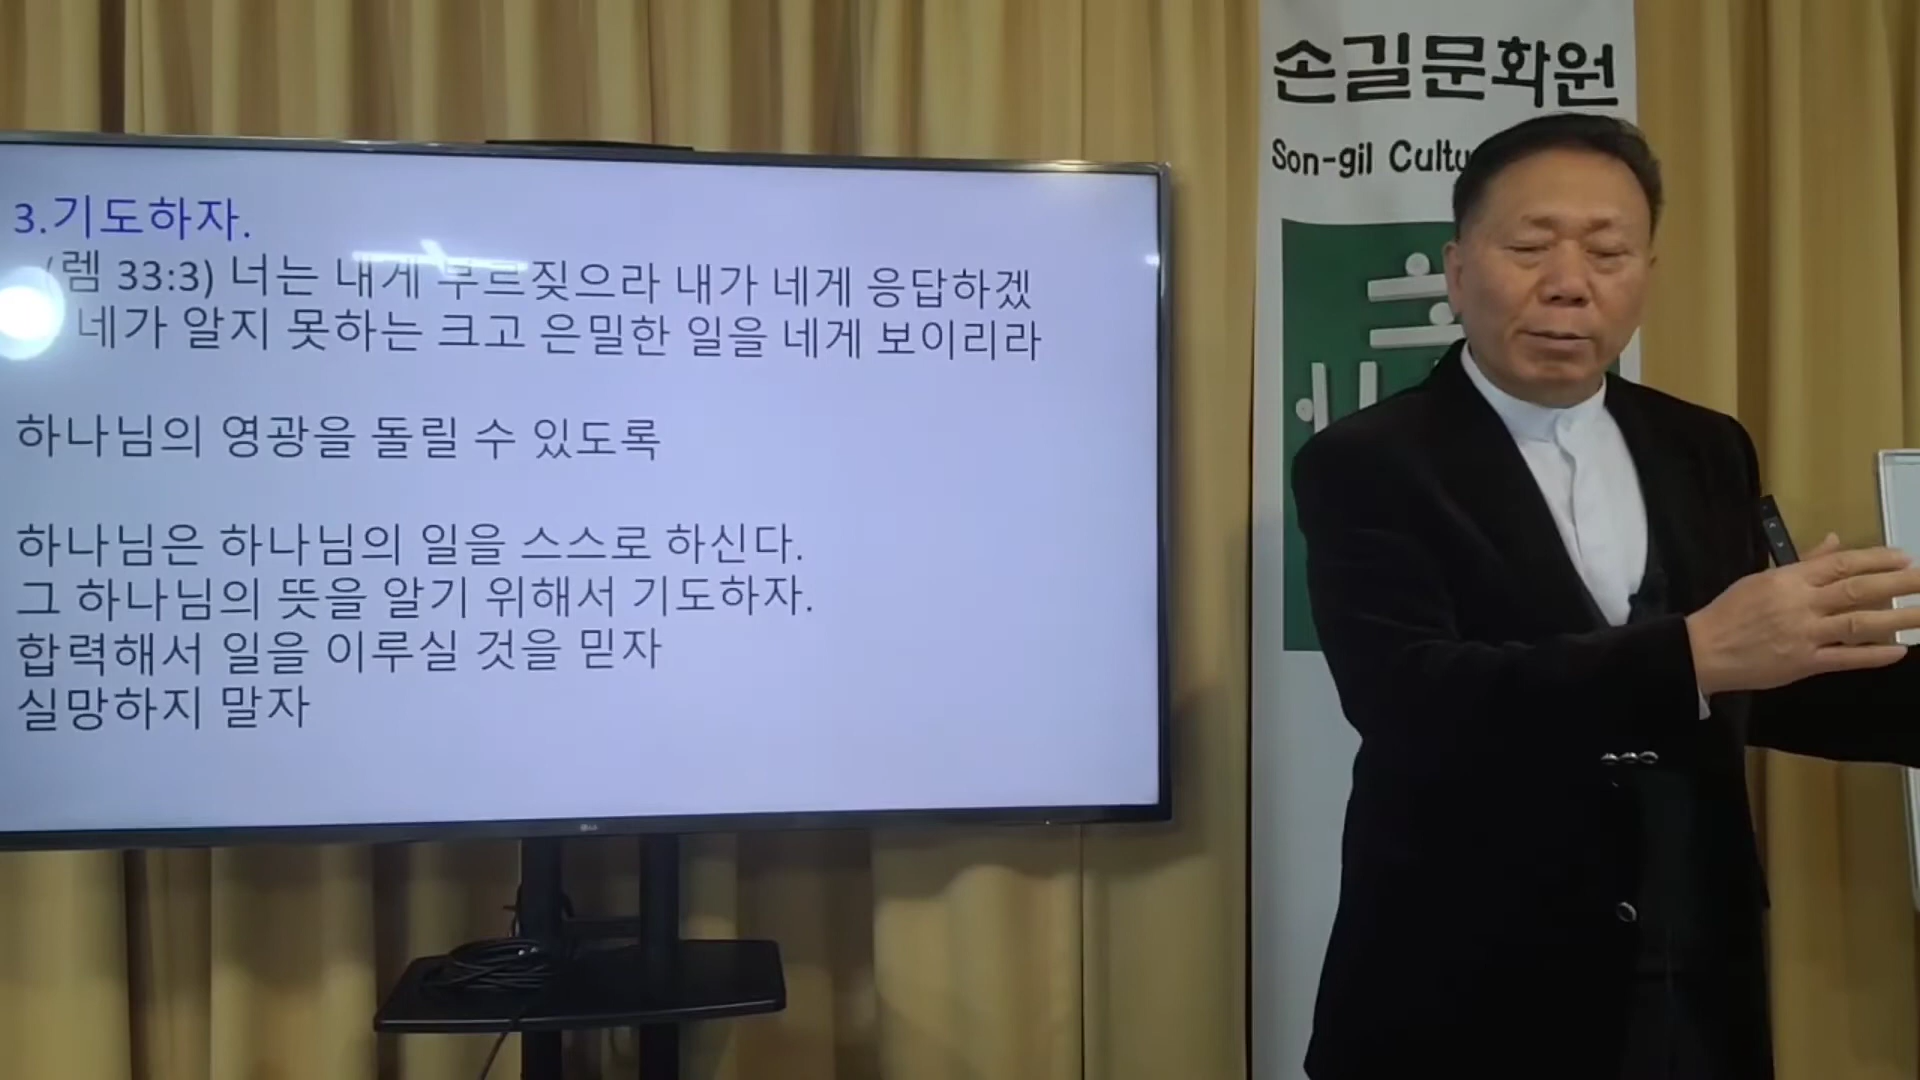 손길문화원
Son-gil Cultu
3.기도하자.
(렘 33:3) 너는 내게 부르짖으라 내가 네게 응답하겠
네가 알지 못하는 크고 은밀한 일을 네게 보이리라
하나님의 영광을 돌릴 수 있도록
하나님은 하나님의 일을 스스로 하신다.
그 하나님의 뜻을 알기 위해서 기도하자.
합력해서 일을 이루실 것을 믿자
실망하지 말자